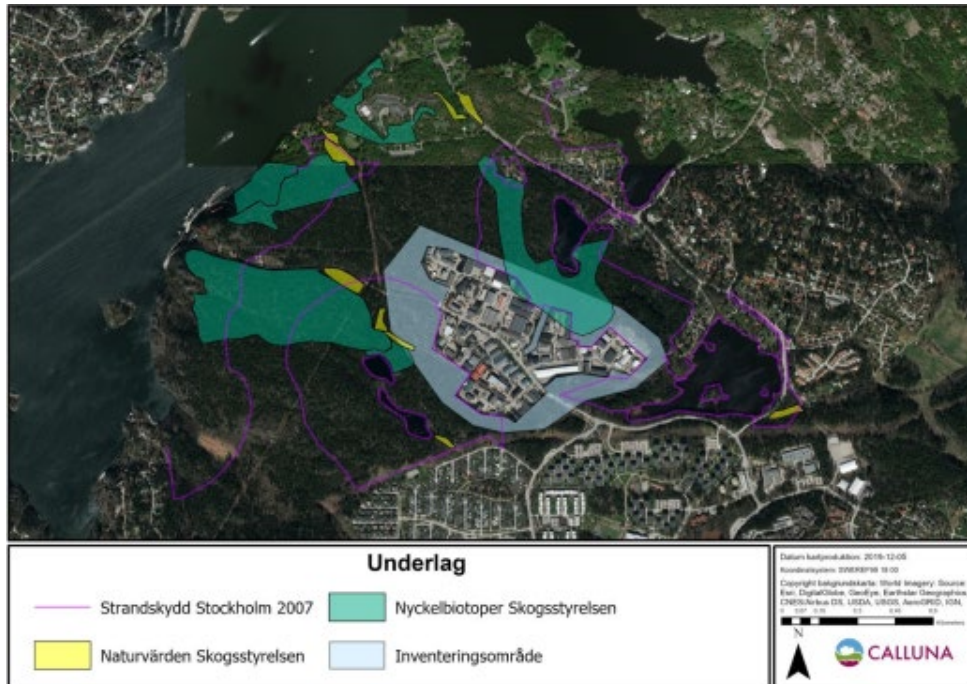 Underlag
Strandskydd Stockholm 2007
Nyckelbiotoper Skogsstyrelsen
Naturvärden Skogsstyrelsen
Inventeringsområde
Datum kartproduktion: 2019-12-05
Koordinatsystem: SWEREF99 18 00
Copyright bakgrundskarta: World Imagery: Source:
Esri, DigitalGlobe, GeoEye, Earthstar Geographics,
CNES/Airbus DS, USDA, USGS, AeroGRID, IGN,
Kilometers
N
CALLUNA